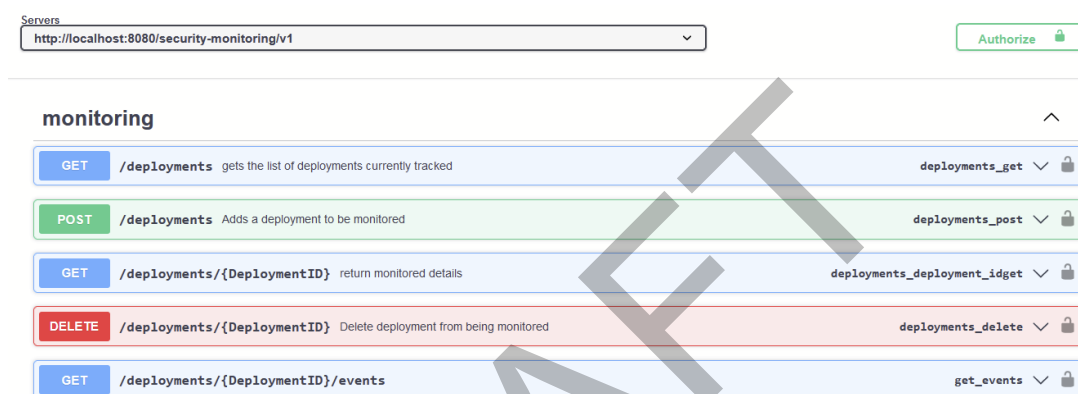 Servers
http://localhost:8080/security-monitoring/v1
Authorize
monitoring
GET /deployments gets the list of deployments currently tracked deployments_get
POST /deployments Adds a deployment to be monitored deployments_post
GET /deployments/{DeploymentID} return monitored details deployments_deployment_idget
DELETE /deployments/{DeploymentID} Delete deployment from being monitored deployments_delete
GET /deployments/{DeploymentID}/events get_events